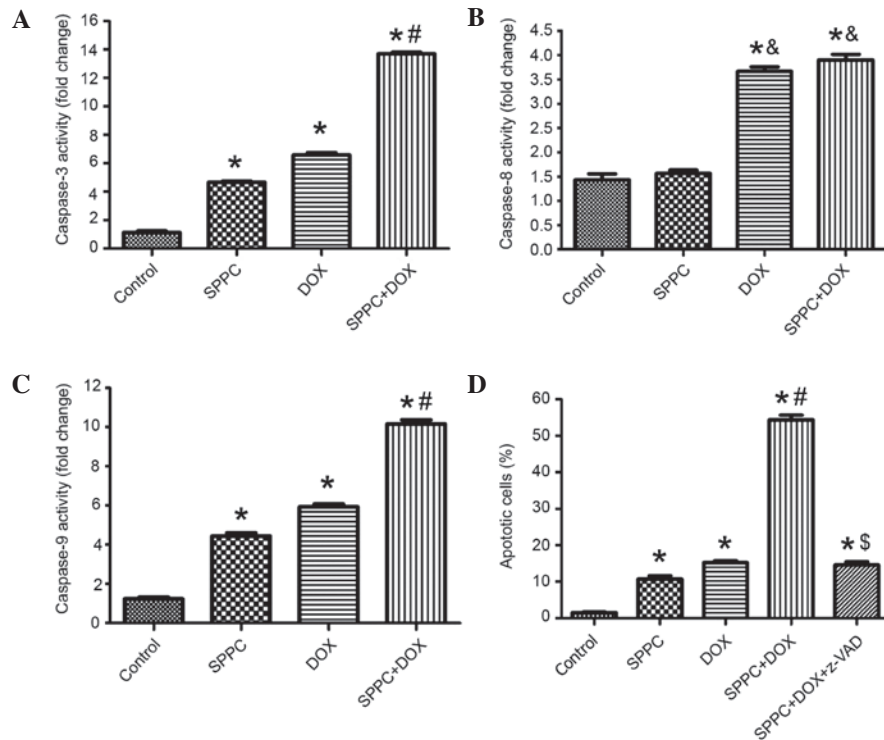 A
Caspase-3 activity (fold change)
16
14
12
10
8
6
4
2
0
*
*
* #
Control
SPPC
DOX
SPPC+DOX
B
Caspase-8 activity (fold change)
4.5
4.0
3.5
3.0
2.5
2.0
1.5
1.0
0.5
0.0
*&
*&
Control
SPPC
DOX
SPPC+DOX
C
Caspase-9 activity (fold change)
12
10
8
6
4
2
0
*
*
* #
Control
SPPC
DOX
SPPC+DOX
D
Apoptotic cells (%)
60
50
40
30
20
10
0
*
*
* #
* $
Control
SPPC
DOX
SPPC+DOX
SPPC+DOX+z-VAD